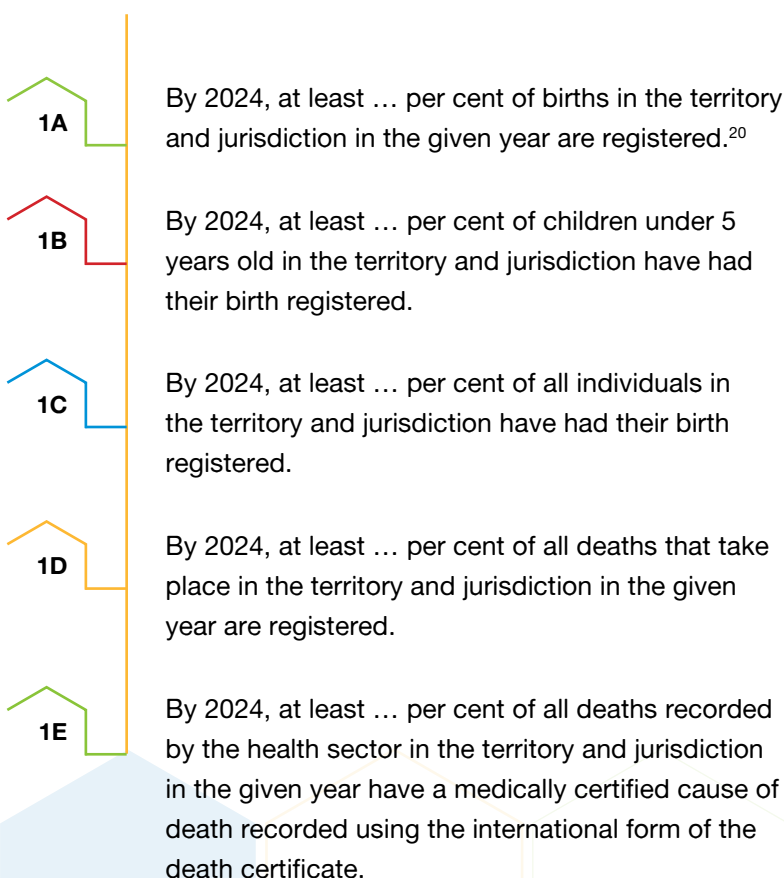 1A
By 2024, at least … per cent of births in the territory
and jurisdiction in the given year are registered.20
1B
By 2024, at least … per cent of children under 5
years old in the territory and jurisdiction have had
their birth registered.
1C
By 2024, at least … per cent of all individuals in
the territory and jurisdiction have had their birth
registered.
1D
By 2024, at least … per cent of all deaths that take
place in the territory and jurisdiction in the given
year are registered.
1E
By 2024, at least … per cent of all deaths recorded
by the health sector in the territory and jurisdiction
in the given year have a medically certified cause of
death recorded using the international form of the
death certificate.